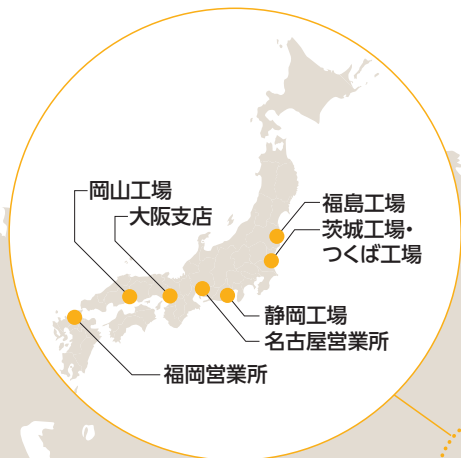 岡山工場
大阪支店
福島工場
茨城工場・
つくば工場
静岡工場
名古屋営業所
福岡営業所